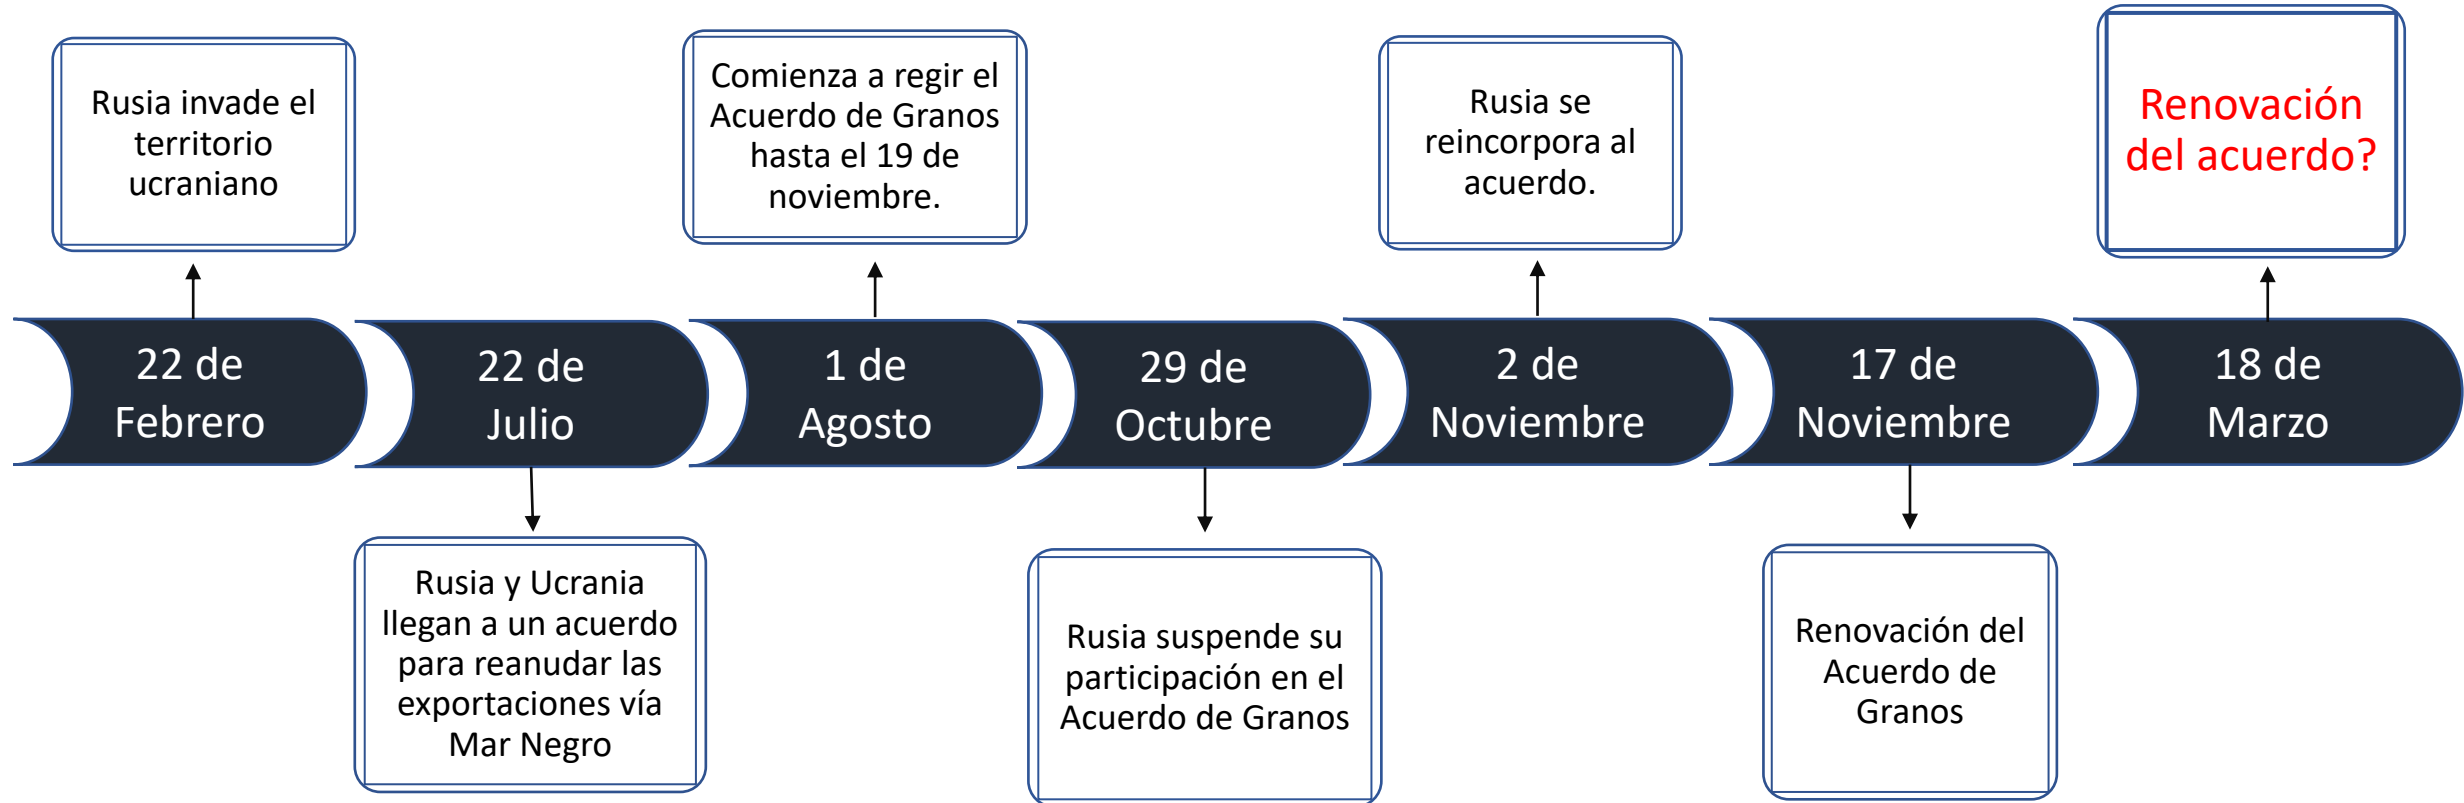 Rusia invade el
territorio
ucraniano
Comienza a regir el
Acuerdo de Granos
hasta el 19 de
noviembre.
Rusia se
reincorpora al
acuerdo.
Renovación
del acuerdo?
22 de
Febrero
22 de
Julio
1 de
Agosto
29 de
Octubre
2 de
Noviembre
17 de
Noviembre
18 de
Marzo
Rusia y Ucrania
llegan a un acuerdo
para reanudar las
exportaciones vía
Mar Negro
Rusia suspende su
participación en el
Acuerdo de Granos
Renovación del
Acuerdo de
Granos